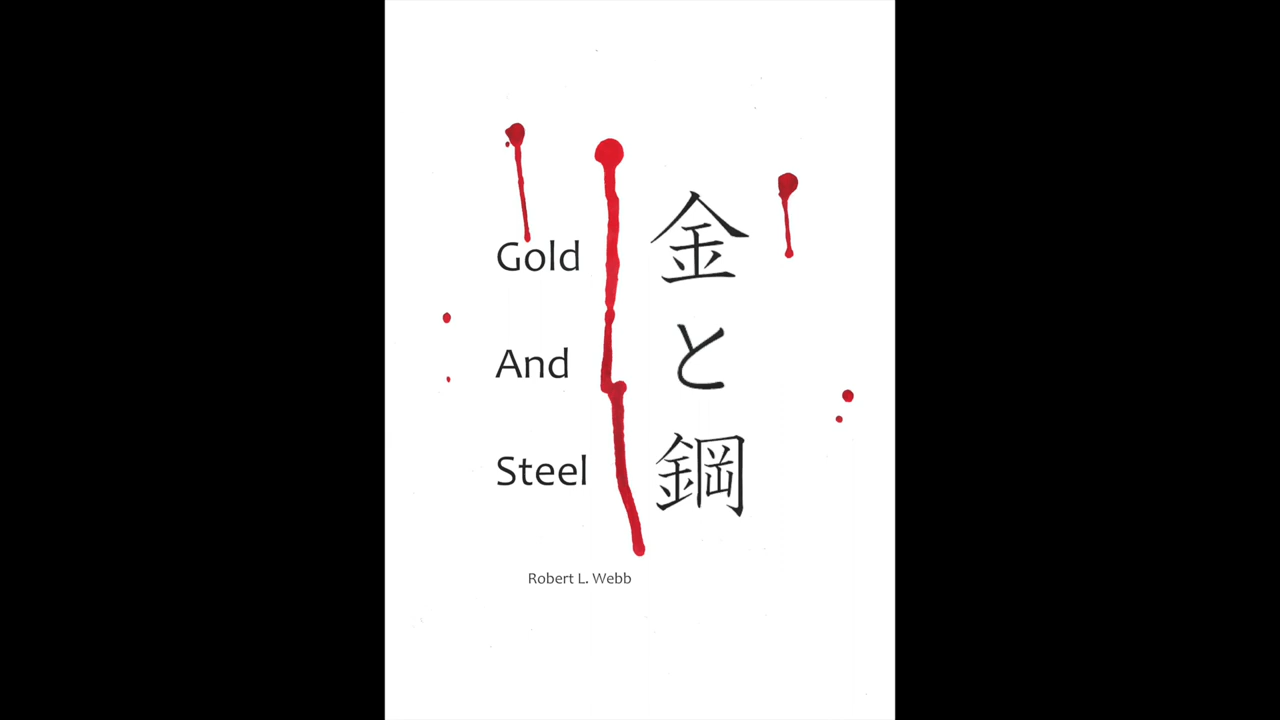 Gold
And
Steel
金と鋼
Robert L. Webb